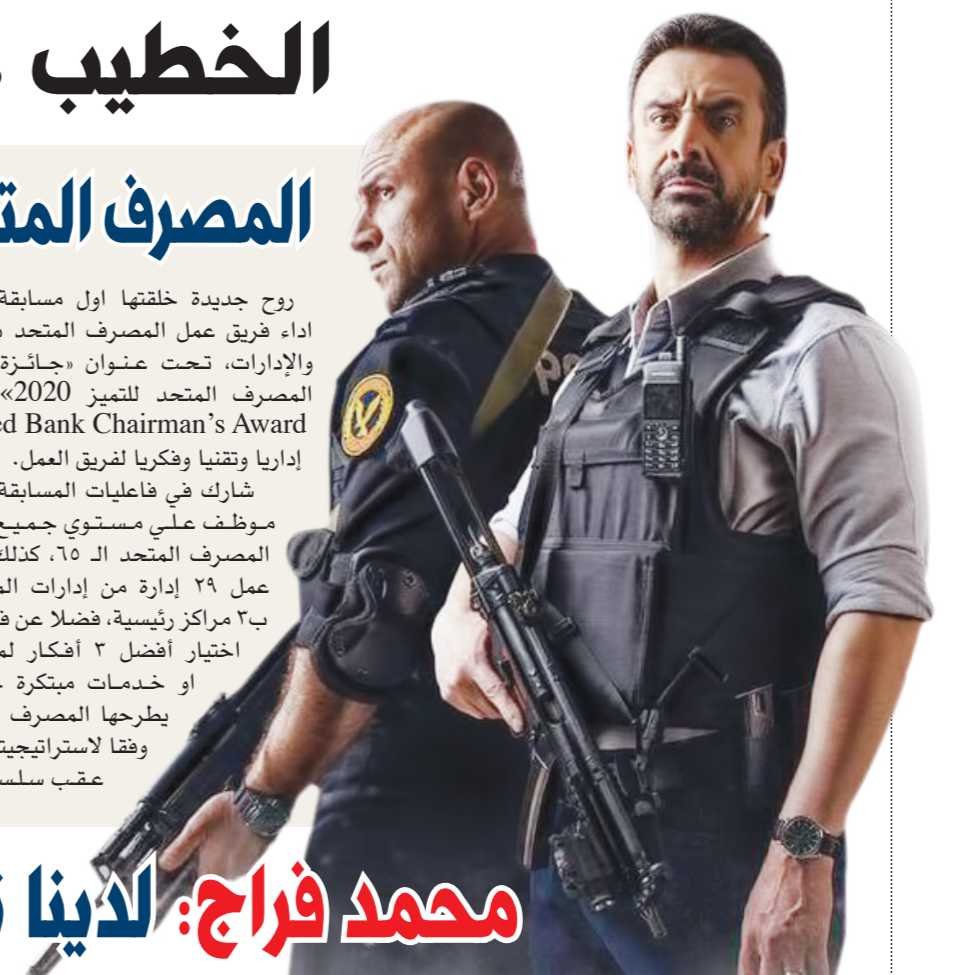 الخطيب
المصرف
روح جديدة خلقتها اول مسابقة
اداء فريق عمل المصرف المتحد
والإدارات، تحت عنوان «جائزة
المصرف المتحد للتميز 2020»
Bank Chairman’s Award
إداريا وتقنيا وفكريا لفريق العمل.
شارك في فاعليات المسابقة
موظف علي مستوي جميع
المصرف المتحد الـ ٦٥، كذلك
عمل ٢٩ إدارة من إدارات
ب٣ مراكز رئيسية، فضلا عن
اختيار أفضل ٣ أفكار
او خدمات مبتكرة
يطرحها المصرف
وفقا
عقب
محمد فراج: لدينا